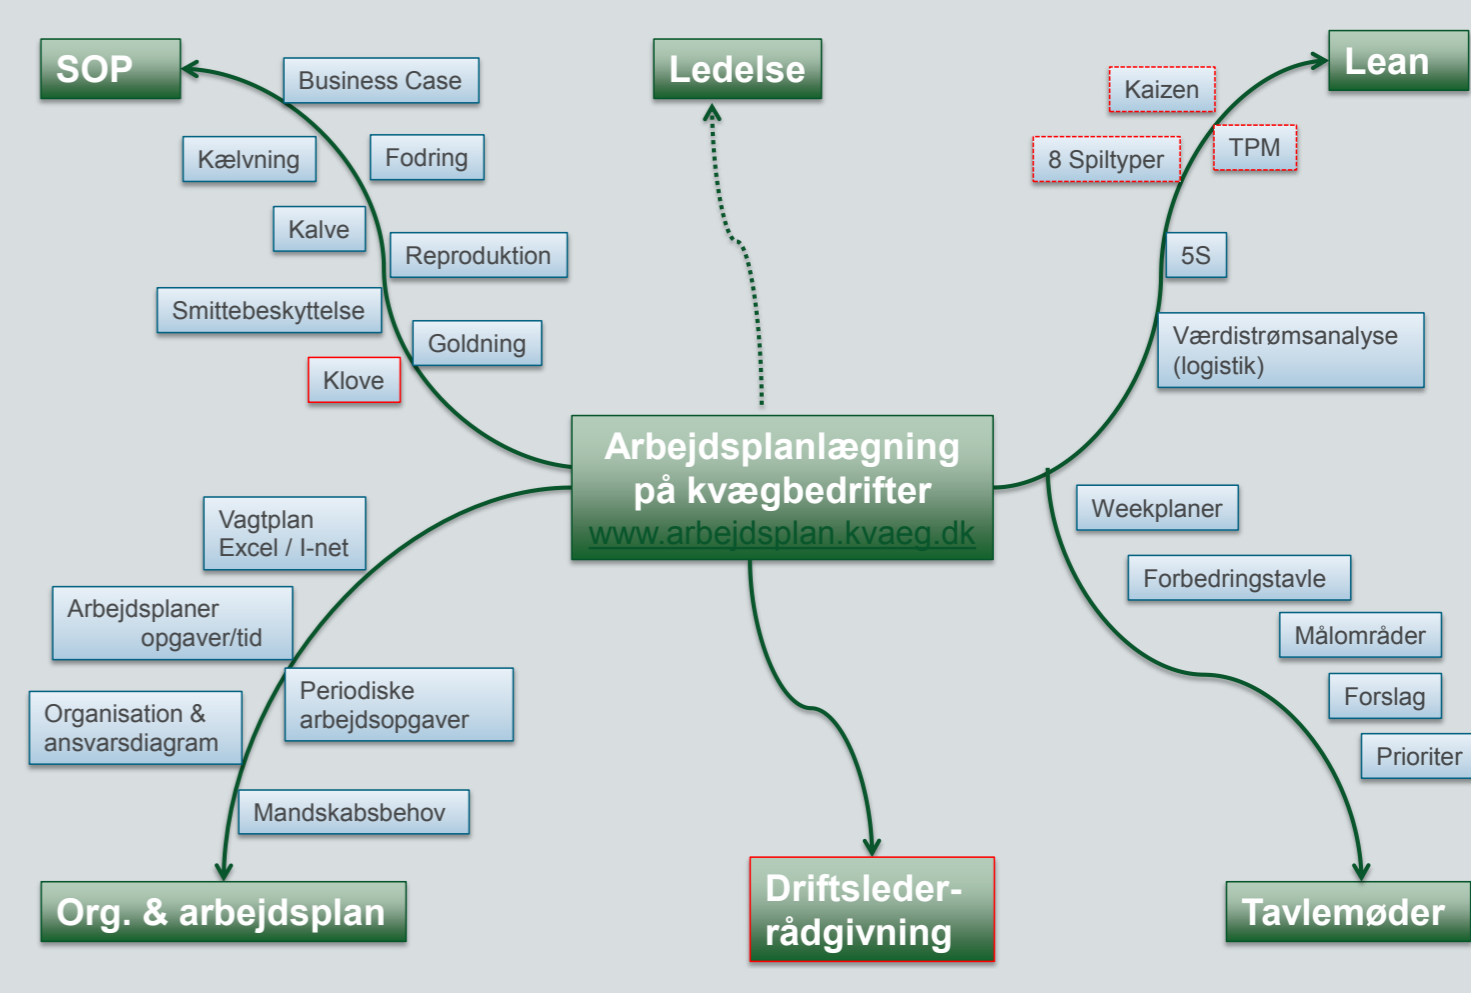 SOP
Business Case
Kælvning
Fodring
Kalve
Reproduktion
Smittebeskyttelse
Goldning
Klove
Ledelse
Lean
Kaizen
8 Spiltyper
TPM
5S
Værdistrømsanalyse
(logistik)
Arbejdsplanlægning
på kvægbedrifter
www.arbejdsplan.kvaeg.dk
Vagtplan
Excel / I-net
Arbejdsplaner
opgaver/tid
Periodiske
arbejdsopgaver
Organisation &
ansvarsdiagram
Mandskabsbehov
Org. & arbejdsplan
Driftsleder-
rådgivning
Weekplaner
Forbedringstavle
Målområder
Forslag
Prioriter
Tavlemøder